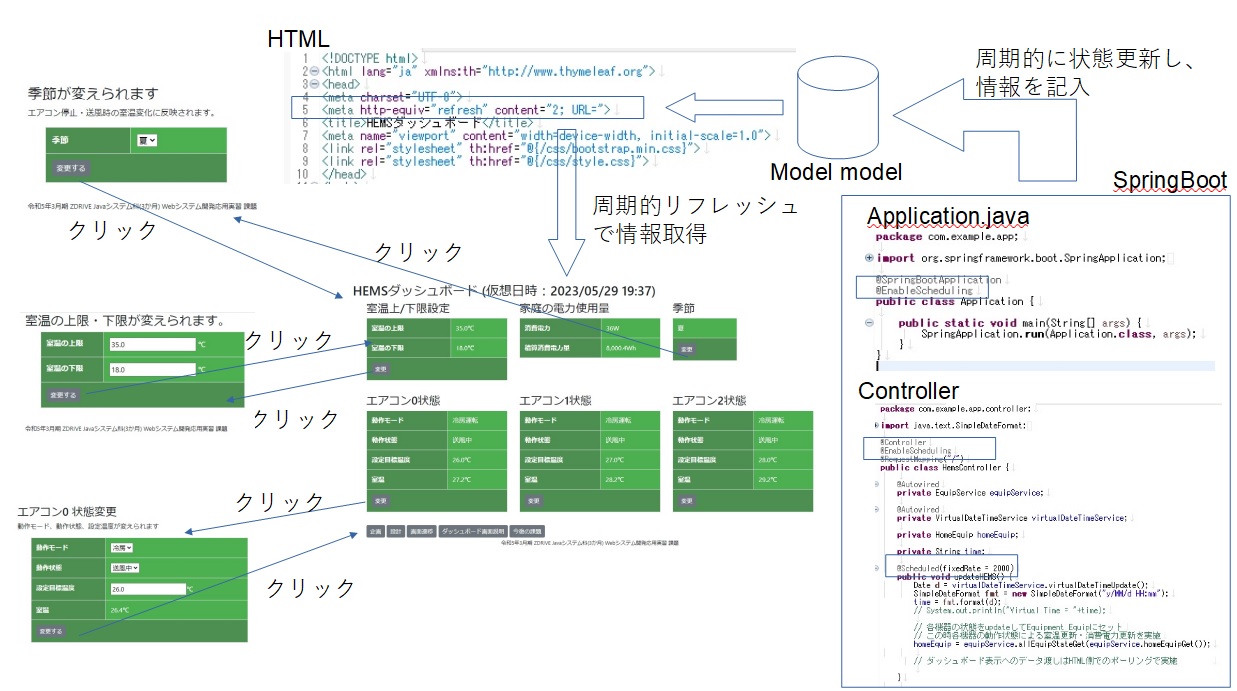 HTML
1 <!DOCTYPE html>
2 <html lang="ja" xmlns:th="http://www.thymeleaf.org">
3 <head>
4 <meta charset="UTF-8">
5 <meta http-equiv="refresh" content="2; URL=">
6 <title>HEMSダッシュボード</title>
7 <meta name="viewport" content="width=device-width, initial-scale=1.0">
8 <link rel="stylesheet" th:href="@{/css/bootstrap.min.css}">
9 <link rel="stylesheet" th:href="@{/css/style.css}">
10 </head>
Model model
周期的に状態更新し、
情報を記入
周期的リフレッシュ
で情報取得
季節が変えられます
エアコン停止・送風時の室温変化に反映されます。
季節 夏
変更する
令和5年3月期 ZDRIVE Javaシステム科(3か月) Webシステム開発応用実習 課題
クリック
クリック
室温の上限・下限が変えられます。
室温の上限 35.0 ℃
室温の下限 18.0 ℃
変更する
令和5年3月期 ZDRIVE Javaシステム科(3か月) Webシステム開発応用実習 課題
クリック
クリック
エアコン0 状態変更
動作モード、動作状態、設定温度が変えられます
動作モード 冷房
動作状態 送風中
設定目標温度 26.0 ℃
室温 26.4℃
変更する
クリック
クリック
HEMSダッシュボード (仮想日時：2023/05/29 19:37)
室温上/下限設定
室温の上限 35.0℃
室温の下限 18.0℃
変更
家庭の電力使用量
消費電力 36W
積算消費電力量 8,000.4Wh
季節
夏
変更
エアコン0状態
動作モード 冷房運転
動作状態 送風中
設定目標温度 26.0℃
室温 27.2℃
変更
エアコン1状態
動作モード 冷房運転
動作状態 送風中
設定目標温度 27.0℃
室温 28.2℃
変更
エアコン2状態
動作モード 冷房運転
動作状態 送風中
設定目標温度 28.0℃
室温 29.2℃
変更
企画 設計 画面遷移 ダッシュボード画面説明 今後の課題
令和5年3月期 ZDRIVE Javaシステム科(3か月) Webシステム開発応用実習 課題
SpringBoot
Application.java
package com.example.app;
import org.springframework.boot.SpringApplication;
@SpringBootApplication
@EnableScheduling
public class Application {
public static void main(String[] args) {
SpringApplication.run(Application.class, args);
}
}
Controller
package com.example.app.controller;
import java.text.SimpleDateFormat;
@Controller
@EnableScheduling
@RequestMapping("/")
public class HemsController {
@Autowired
private EquipService equipService;
@Autowired
private VirtualDateTimeService virtualDateTimeService;
private HomeEquip homeEquip;
private String time;
@Scheduled(fixedRate = 2000)
public void updateHEMS() {
Date d = virtualDateTimeService.virtualDateTimeUpdate();
SimpleDateFormat fmt = new SimpleDateFormat("y/MM/d HH:mm");
time = fmt.format(d);
// System.out.println("Virtual Time = "+time);
// 各機器の状態をupdateしてEquipment Equipにセット
// この時各機器の動作状態による室温更新・消費電力更新を実施
homeEquip = equipService.allEquipStateGet(equipService.homeEquipGet());
// ダッシュボード表示へのデータ渡しはHTML側でのポーリングで実施
}